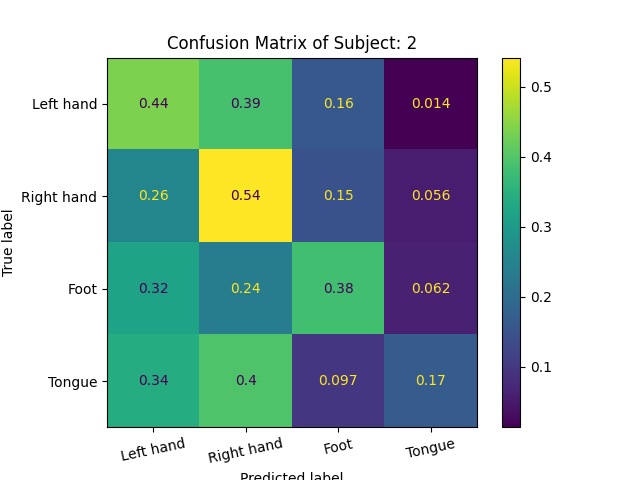 Confusion Matrix of Subject: 2
True label
Left hand 0.44 0.39 0.16 0.014
Right hand 0.26 0.54 0.15 0.056
Foot 0.32 0.24 0.38 0.062
Tongue 0.34 0.4 0.097 0.17
Left hand Right hand Foot Tongue
Predicted label
0.5
0.4
0.3
0.2
0.1